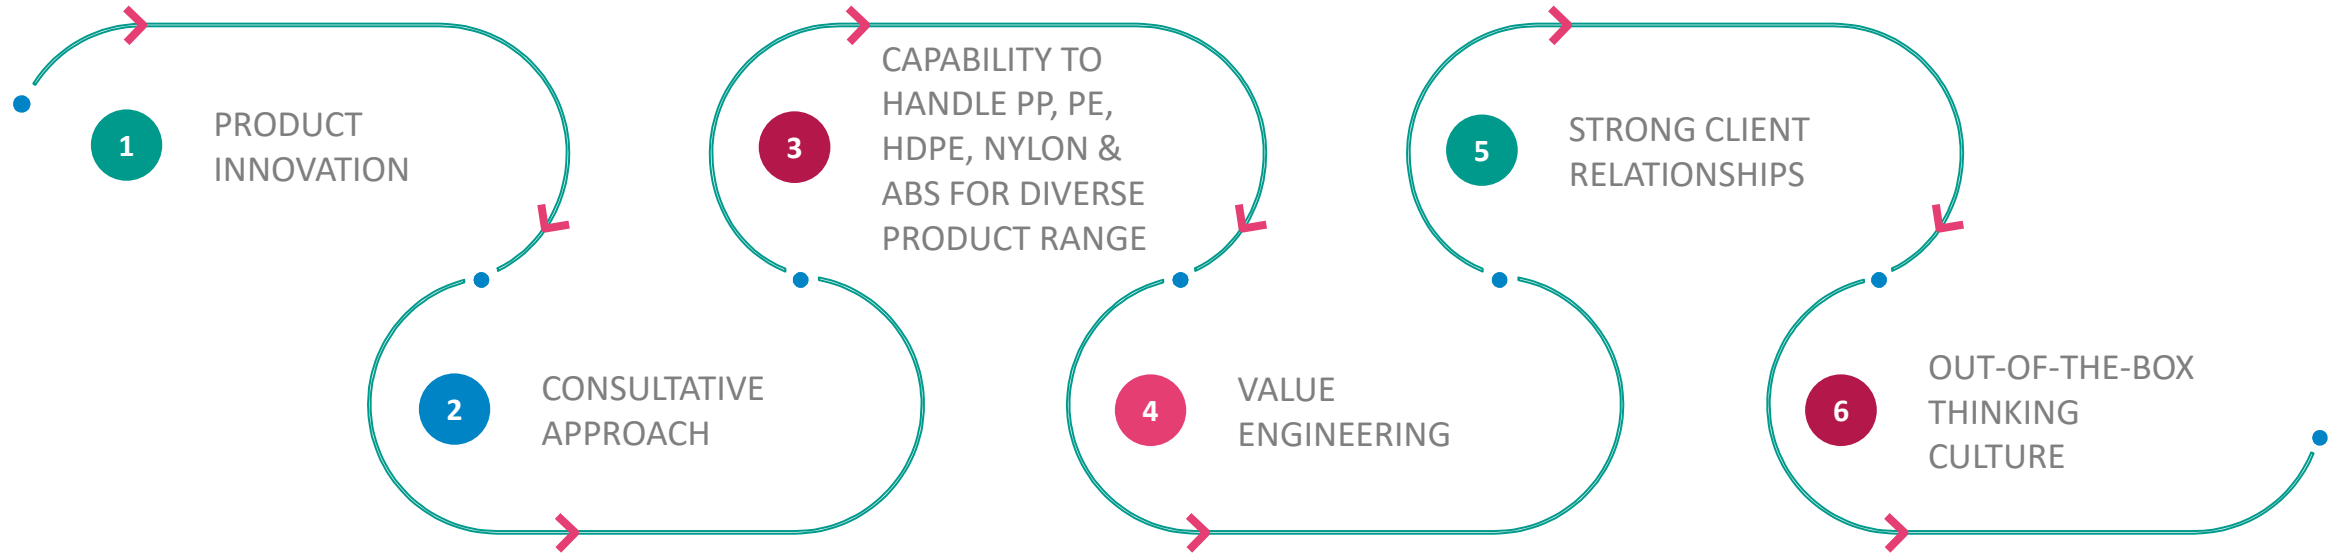 1
PRODUCT
INNOVATION
2
CONSULTATIVE
APPROACH
3
CAPABILITY TO
HANDLE PP, PE,
HDPE, NYLON &
ABS FOR DIVERSE
PRODUCT RANGE
4
VALUE
ENGINEERING
5
STRONG CLIENT
RELATIONSHIPS
6
OUT-OF-THE-BOX
THINKING
CULTURE